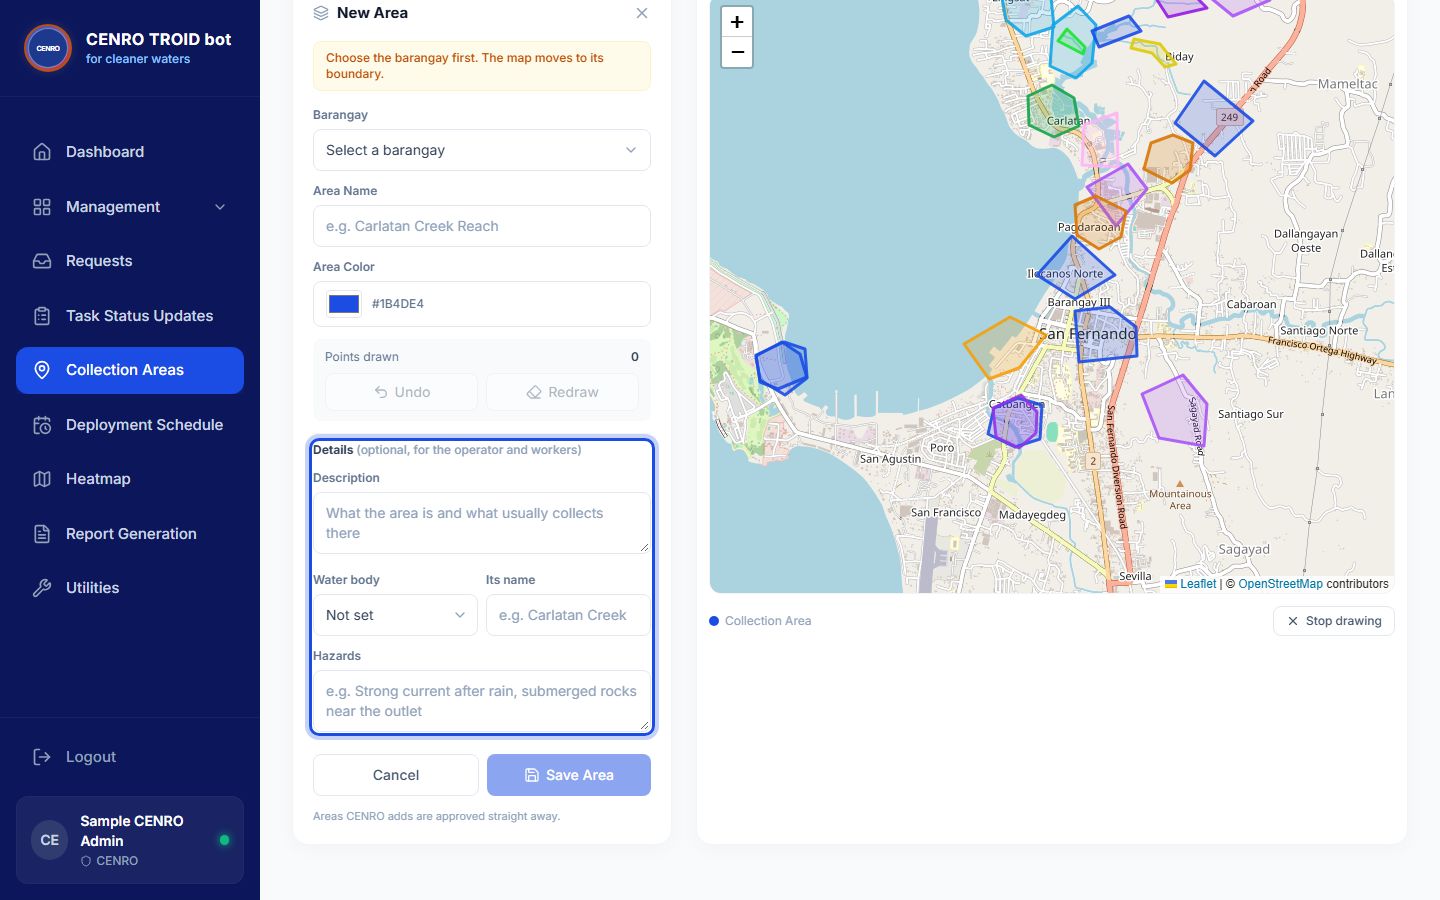 CENRO
CENRO TROID bot
for cleaner waters
Dashboard
Management
Requests
Task Status Updates
Collection Areas
Deployment Schedule
Heatmap
Report Generation
Utilities
Logout
CE
Sample CENRO
Admin
CENRO
New Area
Choose the barangay first. The map moves to its
boundary.
Barangay
Select a barangay
Area Name
e.g. Carlatan Creek Reach
Area Color
#1B4DE4
Points drawn 0
Undo
Redraw
Details (optional, for the operator and workers)
Description
What the area is and what usually collects
there
Water body
Its name
Not set
e.g. Carlatan Creek
Hazards
e.g. Strong current after rain, submerged rocks
near the outlet
Cancel
Save Area
Areas CENRO adds are approved straight away.
+
−
Biday
Mameltac
249
Carlatan
Pagdaraoan
Dallangayan
Oeste
Ilocanos Norte
Barangay III
Cabaroan
San Fernando
Santiago Norte
Francisco Ortega Highway
Catbangen
Sagayad Road
Santiago Sur
Poro
San Agustin
San Fernando Diversion Road
2
Mountainous
Area
San Francisco
Madayegdeg
Sagayad
Sevilla
Leaflet | © OpenStreetMap contributors
Collection Area
Stop drawing